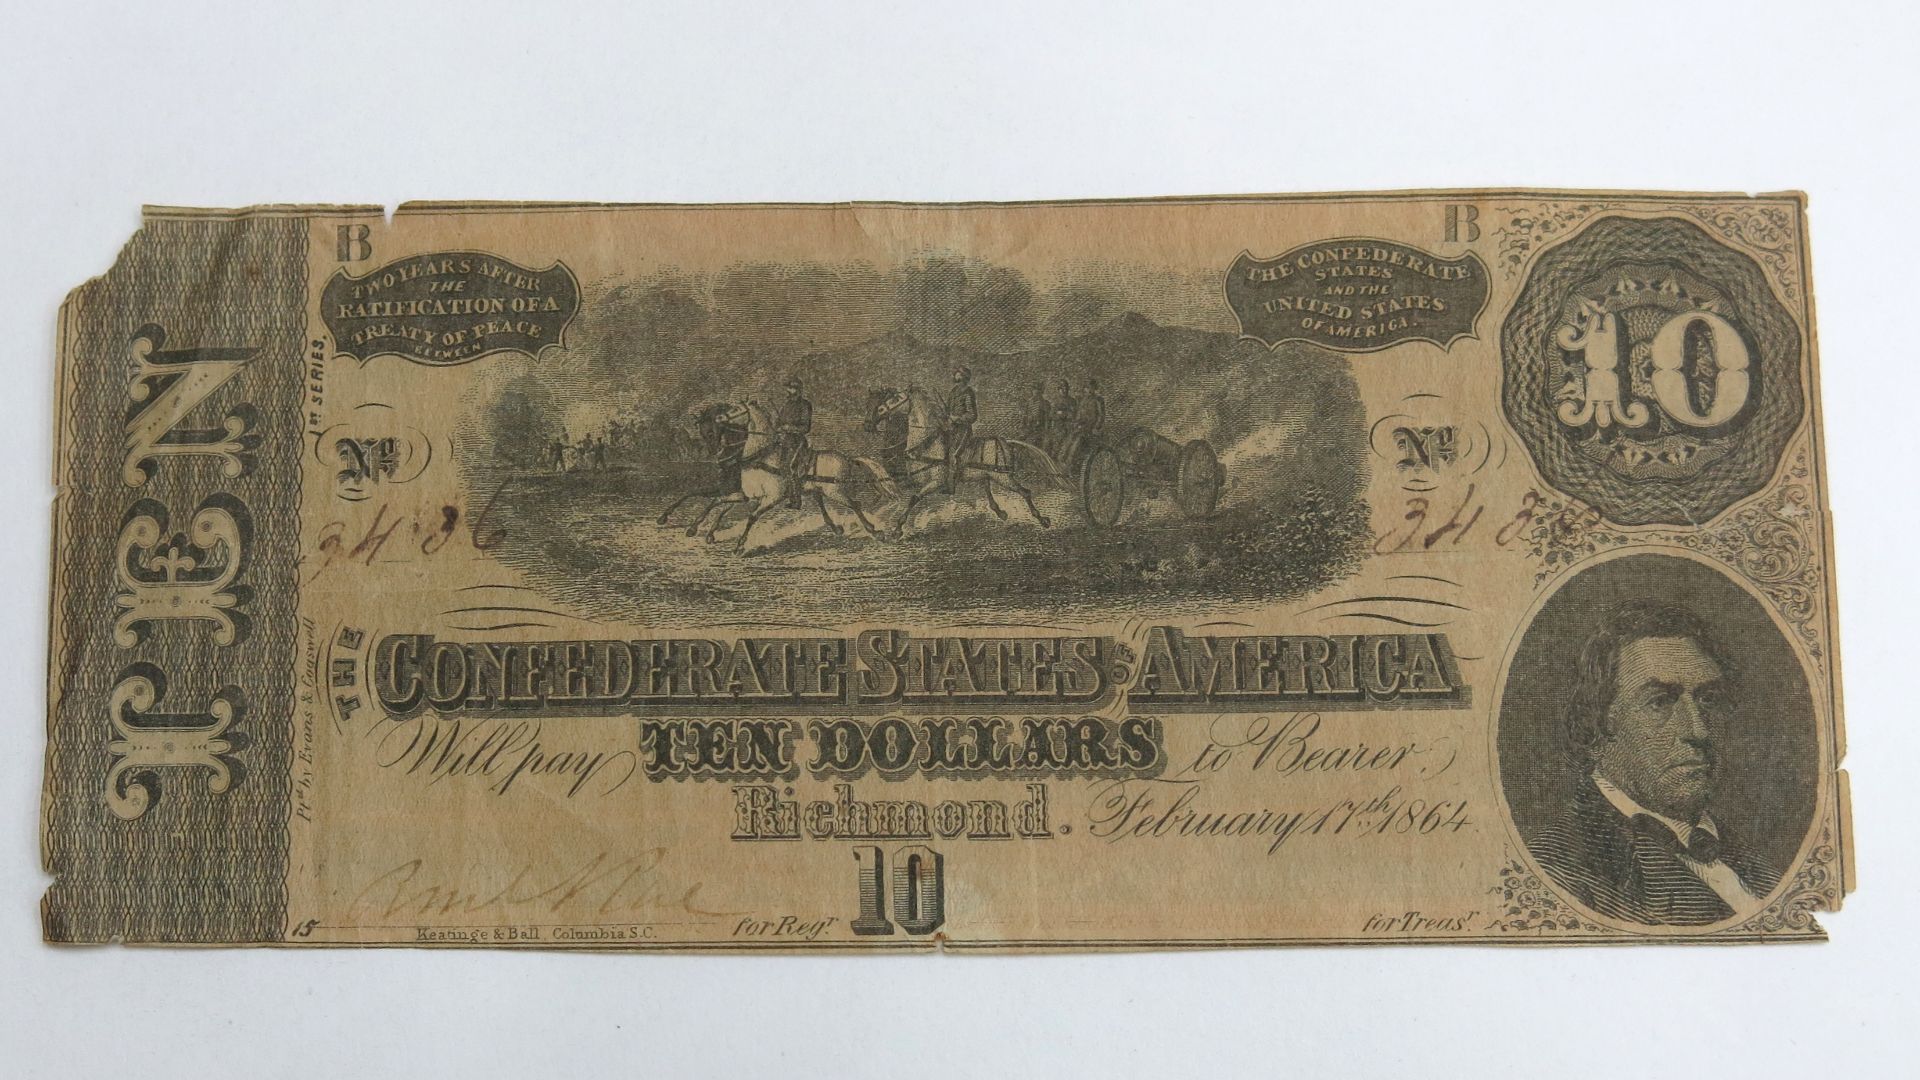 B
B
TWO YEARS AFTER
THE
RATIFICATION OF A
TREATY OF PEACE
BETWEEN
THE CONFEDERATE
STATES
AND THE
UNITED STATES
OF AMERICA.
10
1ST SERIES.
TEN
No
No
THE
CONFEDERATE STATES OF AMERICA
Will pay TEN DOLLARS to Bearer.
Richmond. February 17th 1864
Ptd by Evans & Cogswell
10
15
for Regr
for Treasr
Keatinge & Ball, Columbia S.C.